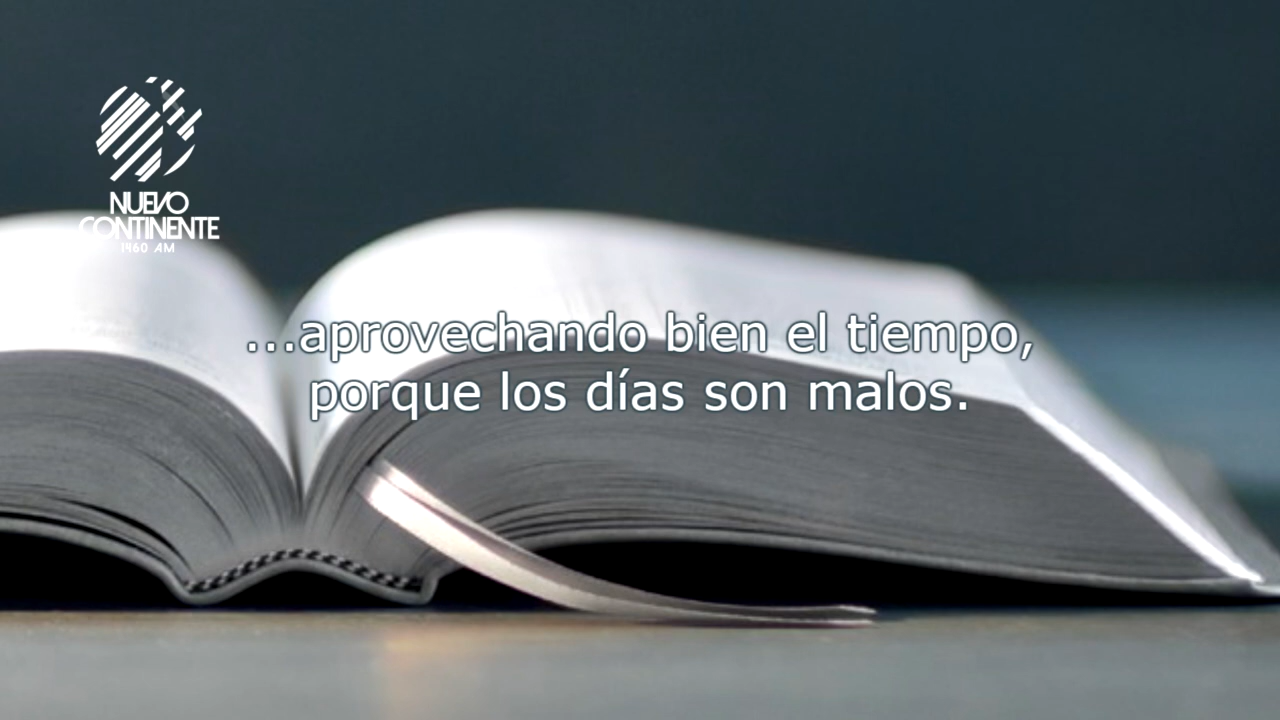 NUEVO
CONTINENTE
1460 AM
...aprovechando bien el tiempo,
porque los días son malos.